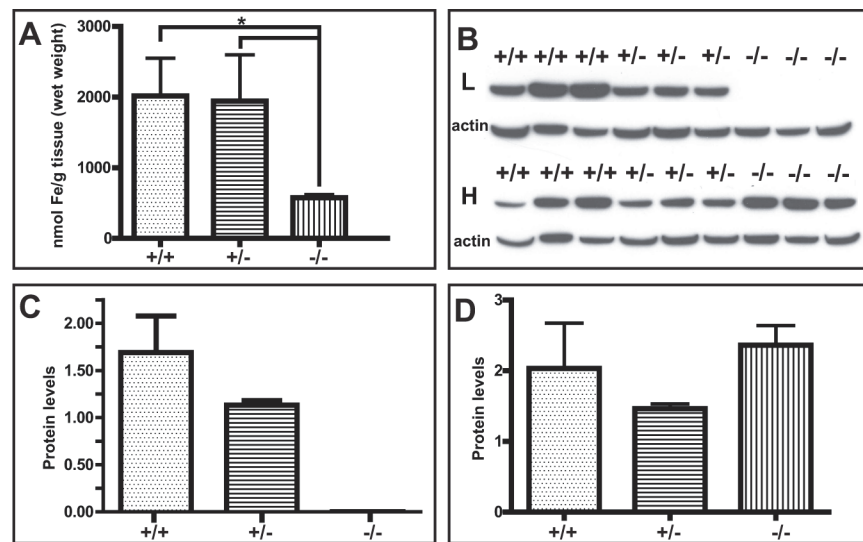 A
*
nmol Fe/g tissue (wet weight)
3000
2000
1000
0
+/+
+/-
-/-
B
+/+ +/+ +/+ +/- +/- +/- -/- -/- -/-
L
actin
+/+ +/+ +/+ +/- +/- +/- -/- -/- -/-
H
actin
C
Protein levels
2.00
1.50
1.00
0.50
0.00
+/+
+/-
-/-
D
Protein levels
3
2
1
0
+/+
+/-
-/-